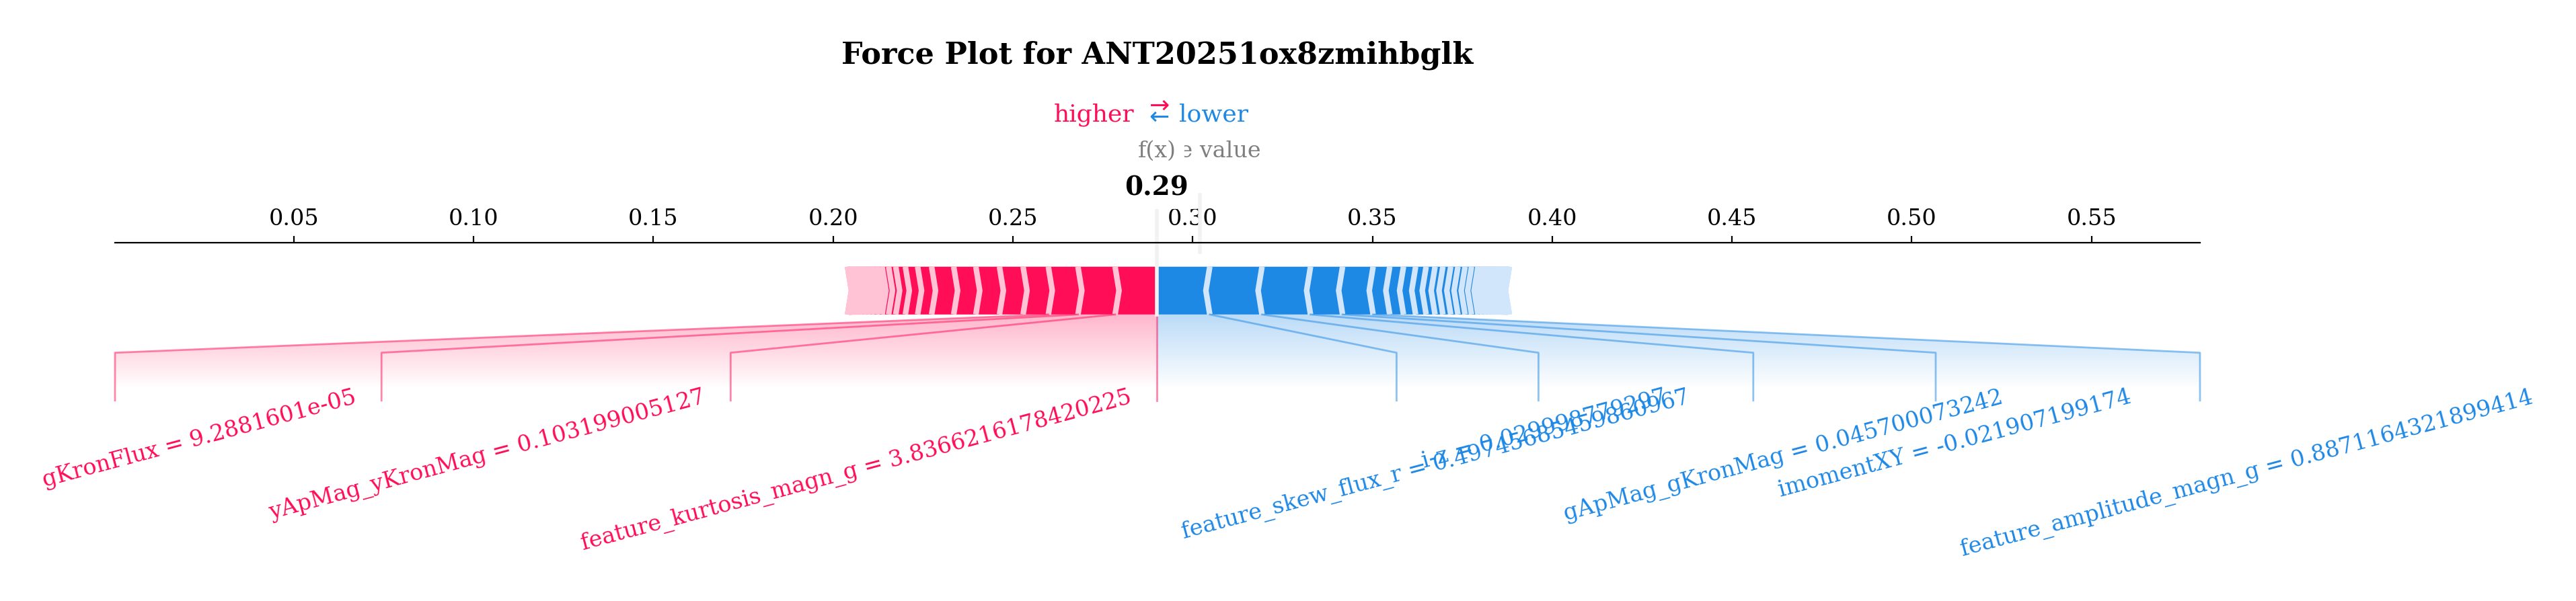 Force Plot for ANT20251ox8zmihbglk
higher ⇄ lower
f(x) e value
0.29
0.05 0.10 0.15 0.20 0.25 0.30 0.35 0.40 0.45 0.50 0.55
gKronFlux = 9.2881601e-05
yApMag_yKronMag = 0.103199005127
feature_kurtosis_magn_g = 3.8366216178420225
feature_skew_flux_r = 0.49745685459860967
i-z = 0.029998779297
gApMag_gKronMag = 0.045700073242
imomentXY = -0.021907199174
feature_amplitude_magn_g = 0.8871164321899414